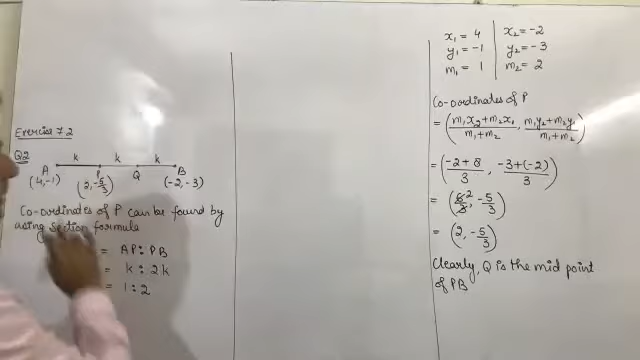 Exercise 7.2
Q2
k k k
A P Q B
(4,-1) (2,-5/3) (-2,-3)
Co-ordinates of P can be found by
using section formula
= AP : PB
= k : 2k
= 1 : 2
x₁ = 4 x₂ = -2
y₁ = -1 y₂ = -3
m₁ = 1 m₂ = 2
Co-ordinates of P
= ((m₁x₂+m₂x₁)/(m₁+m₂), (m₁y₂+m₂y₁)/(m₁+m₂))
= ((-2+8)/3, (-3+(-2))/3)
= (6/3 2, -5/3)
= (2, -5/3)
Clearly, Q is the mid point
of PB